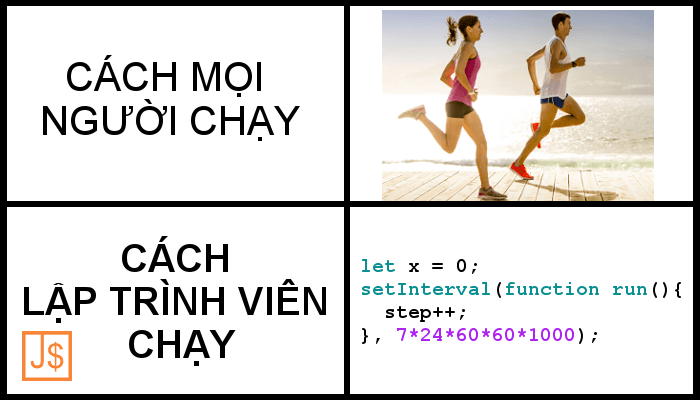 CÁCH MỌI
NGƯỜI CHẠY
CÁCH
LẬP TRÌNH VIÊN
CHẠY
J$
let x = 0;
setInterval(function run(){
  step++;
}, 7*24*60*60*1000);